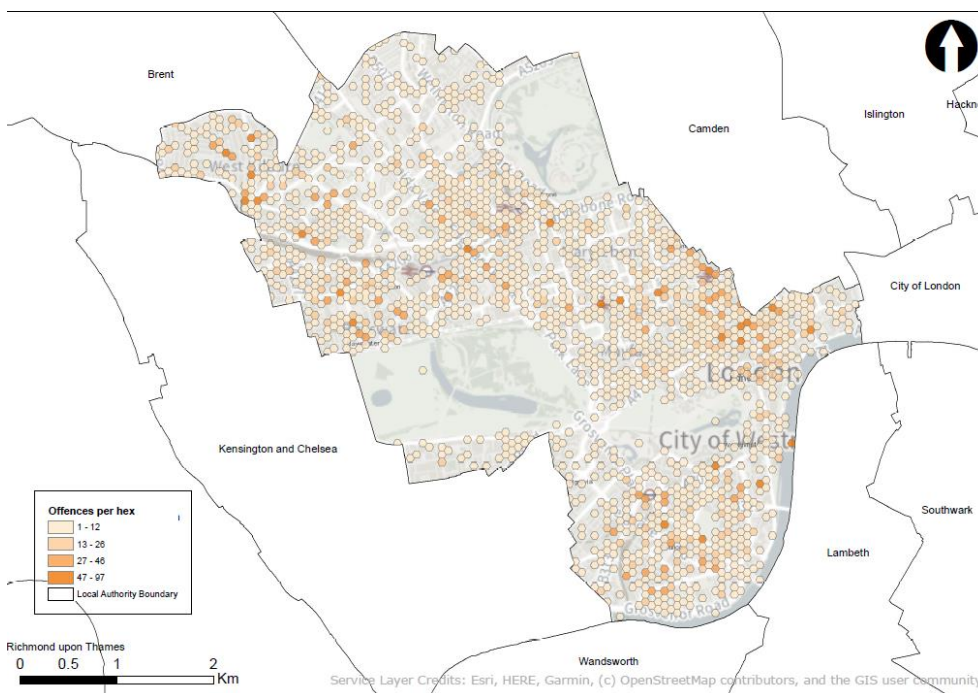 Brent
Camden
Islington
Hackn
City of London
Kensington and Chelsea
London
City of West
Southwark
Lambeth
Offences per hex
1 - 12
13 - 26
27 - 46
47 - 97
Local Authority Boundary
Grosvenor Road
Richmond upon Thames
Wandsworth
0 0.5 1 2
Km
Service Layer Credits: Esri, HERE, Garmin, (c) OpenStreetMap contributors, and the GIS user community